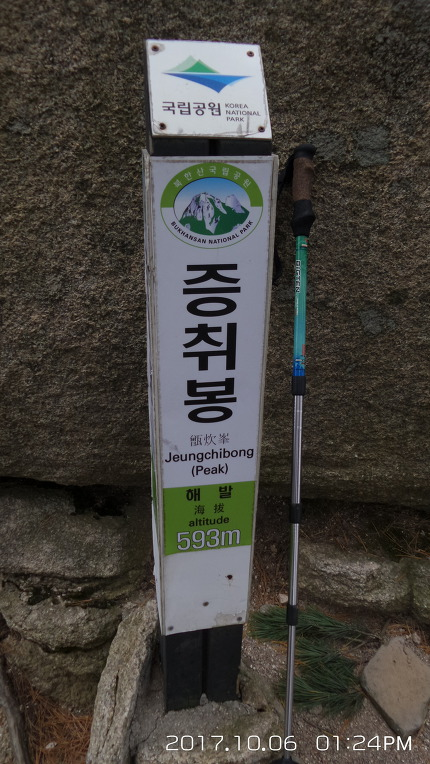 국립공원 KOREA
NATIONAL
PARK
북한산국립공원
BUKHANSAN NATIONAL PARK
증취봉
甑炊峯
Jeungchibong
(Peak)
해 발
海 拔
altitude
593m
2017.10.06 01:24PM